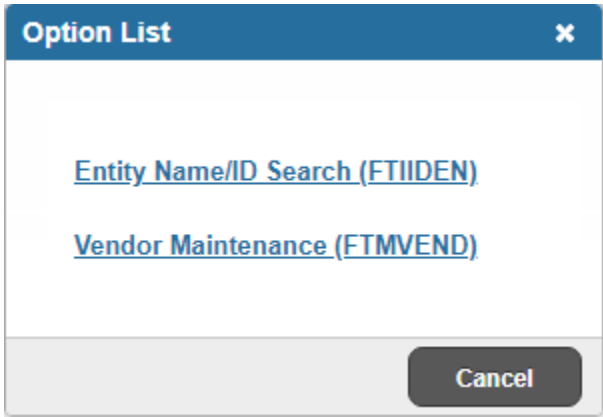 Option List
Entity Name/ID Search (FTIIDEN)
Vendor Maintenance (FTMVEND)
Cancel